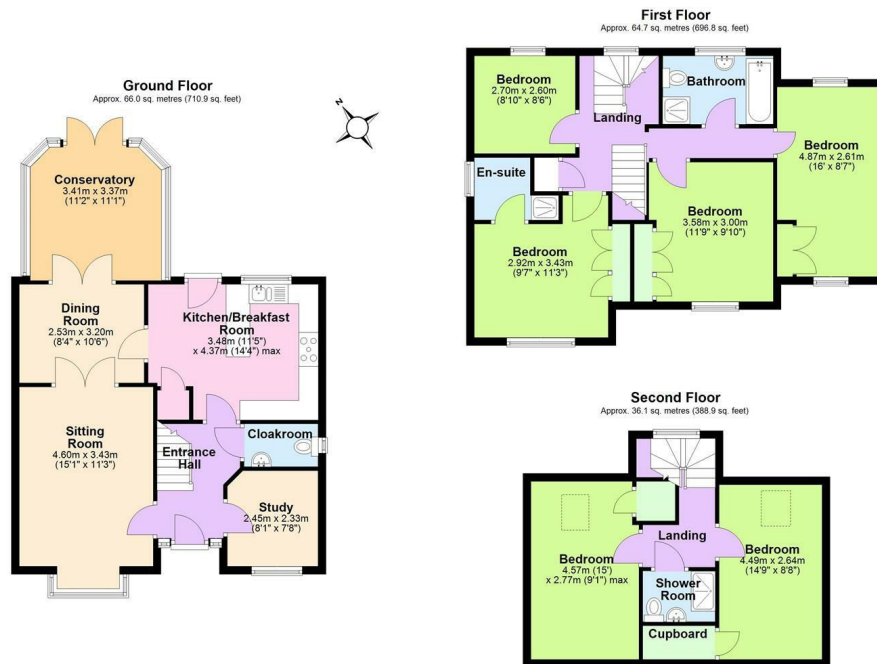 Ground Floor
Approx. 66.0 sq. metres (710.9 sq. feet)
Conservatory
3.41m x 3.37m
(11'2" x 11'1")
Dining
Room
2.53m x 3.20m
(8'4" x 10'6")
Kitchen/Breakfast
Room
3.48m (11'5")
x 4.37m (14'4") max
Sitting
Room
4.60m x 3.43m
(15'1" x 11'3")
Entrance
Hall
Cloakroom
Study
2.45m x 2.33m
(8'1" x 7'8")
N
First Floor
Approx. 64.7 sq. metres (696.8 sq. feet)
Bedroom
2.70m x 2.60m
(8'10" x 8'6")
Landing
Bathroom
Bedroom
4.87m x 2.61m
(16' x 8'7")
En-suite
Bedroom
2.92m x 3.43m
(9'7" x 11'3")
Bedroom
3.58m x 3.00m
(11'9" x 9'10")
Second Floor
Approx. 36.1 sq. metres (388.9 sq. feet)
Landing
Bedroom
4.57m (15')
x 2.77m (9'1") max
Bedroom
4.49m x 2.64m
(14'9" x 8'8")
Shower
Room
Cupboard